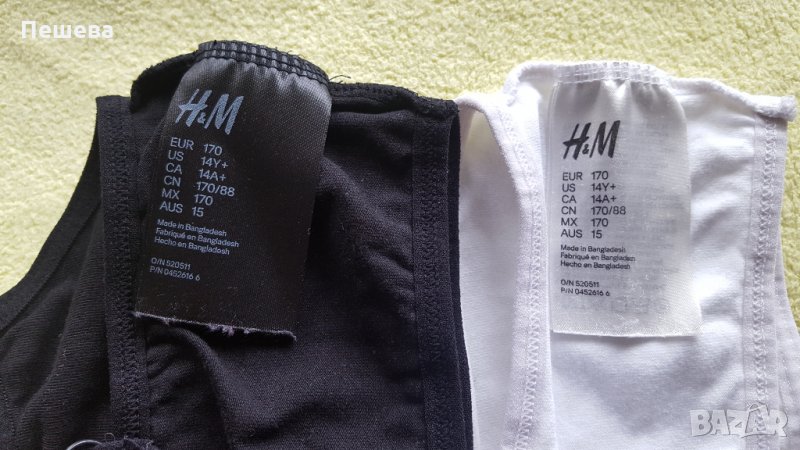 Пешева
H&M
EUR 170
US 14Y+
CA 14A+
CN 170/88
MX 170
AUS 15
Made in Bangladesh
Fabriqué en Bangladesh
Hecho en Bangladesh
O/N 520511
P/N 0452616 6
H&M
EUR 170
US 14Y+
CA 14A+
CN 170/88
MX 170
AUS 15
Made in Bangladesh
Fabriqué en Bangladesh
Hecho en Bangladesh
O/N 520511
P/N 0452616 6
BAZAR